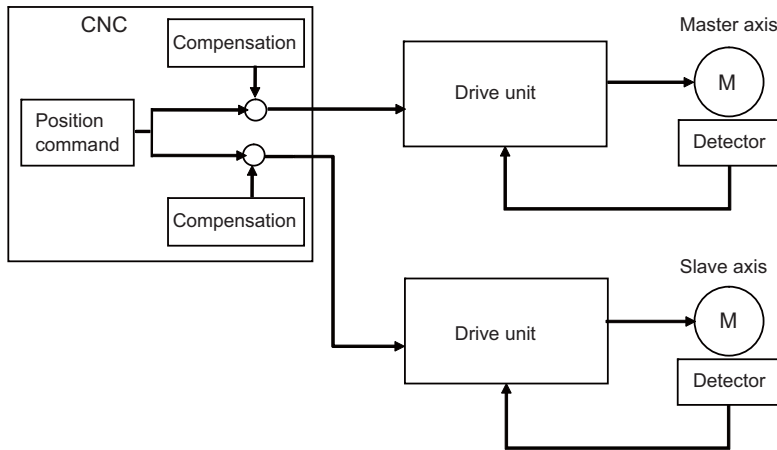 CNC
Compensation
Position
command
Compensation
Drive unit
Master axis
M
Detector
Drive unit
Slave axis
M
Detector